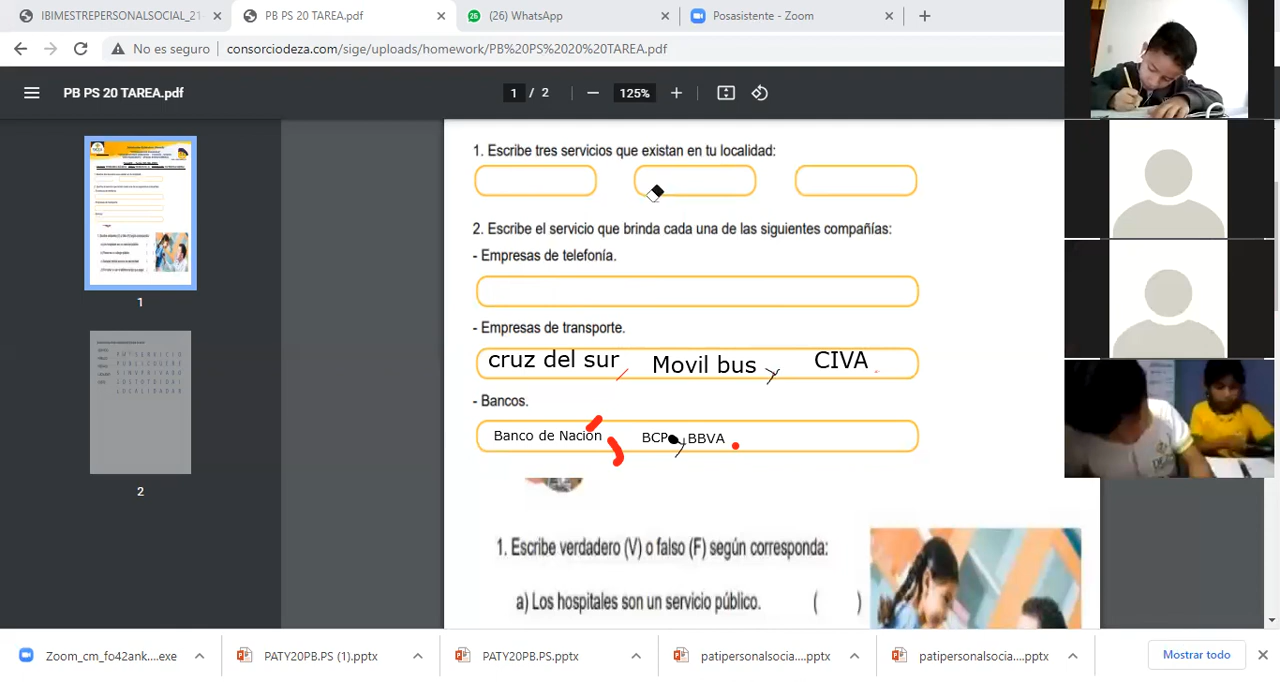 IBIMESTREPERSONALSOCIAL_21-
PB PS 20 TAREA.pdf
(26) WhatsApp
Posasistente - Zoom
No es seguro
consorciodeza.com/sige/uploads/homework/PB%20PS%2020%20TAREA.pdf
PB PS 20 TAREA.pdf
1 / 2
125%
1
2
1. Escribe tres servicios que existan en tu localidad:
2. Escribe el servicio que brinda cada una de las siguientes compañías:
- Empresas de telefonía.
- Empresas de transporte.
cruz del sur, Movil bus, CIVA.
- Bancos.
Banco de Nación, BCP, BBVA.
1. Escribe verdadero (V) o falso (F) según corresponda:
a) Los hospitales son un servicio público. ( )
Zoom_cm_fo42ank....exe
PATY20PB.PS (1).pptx
PATY20PB.PS.pptx
patipersonalsocia....pptx
patipersonalsocia....pptx
Mostrar todo